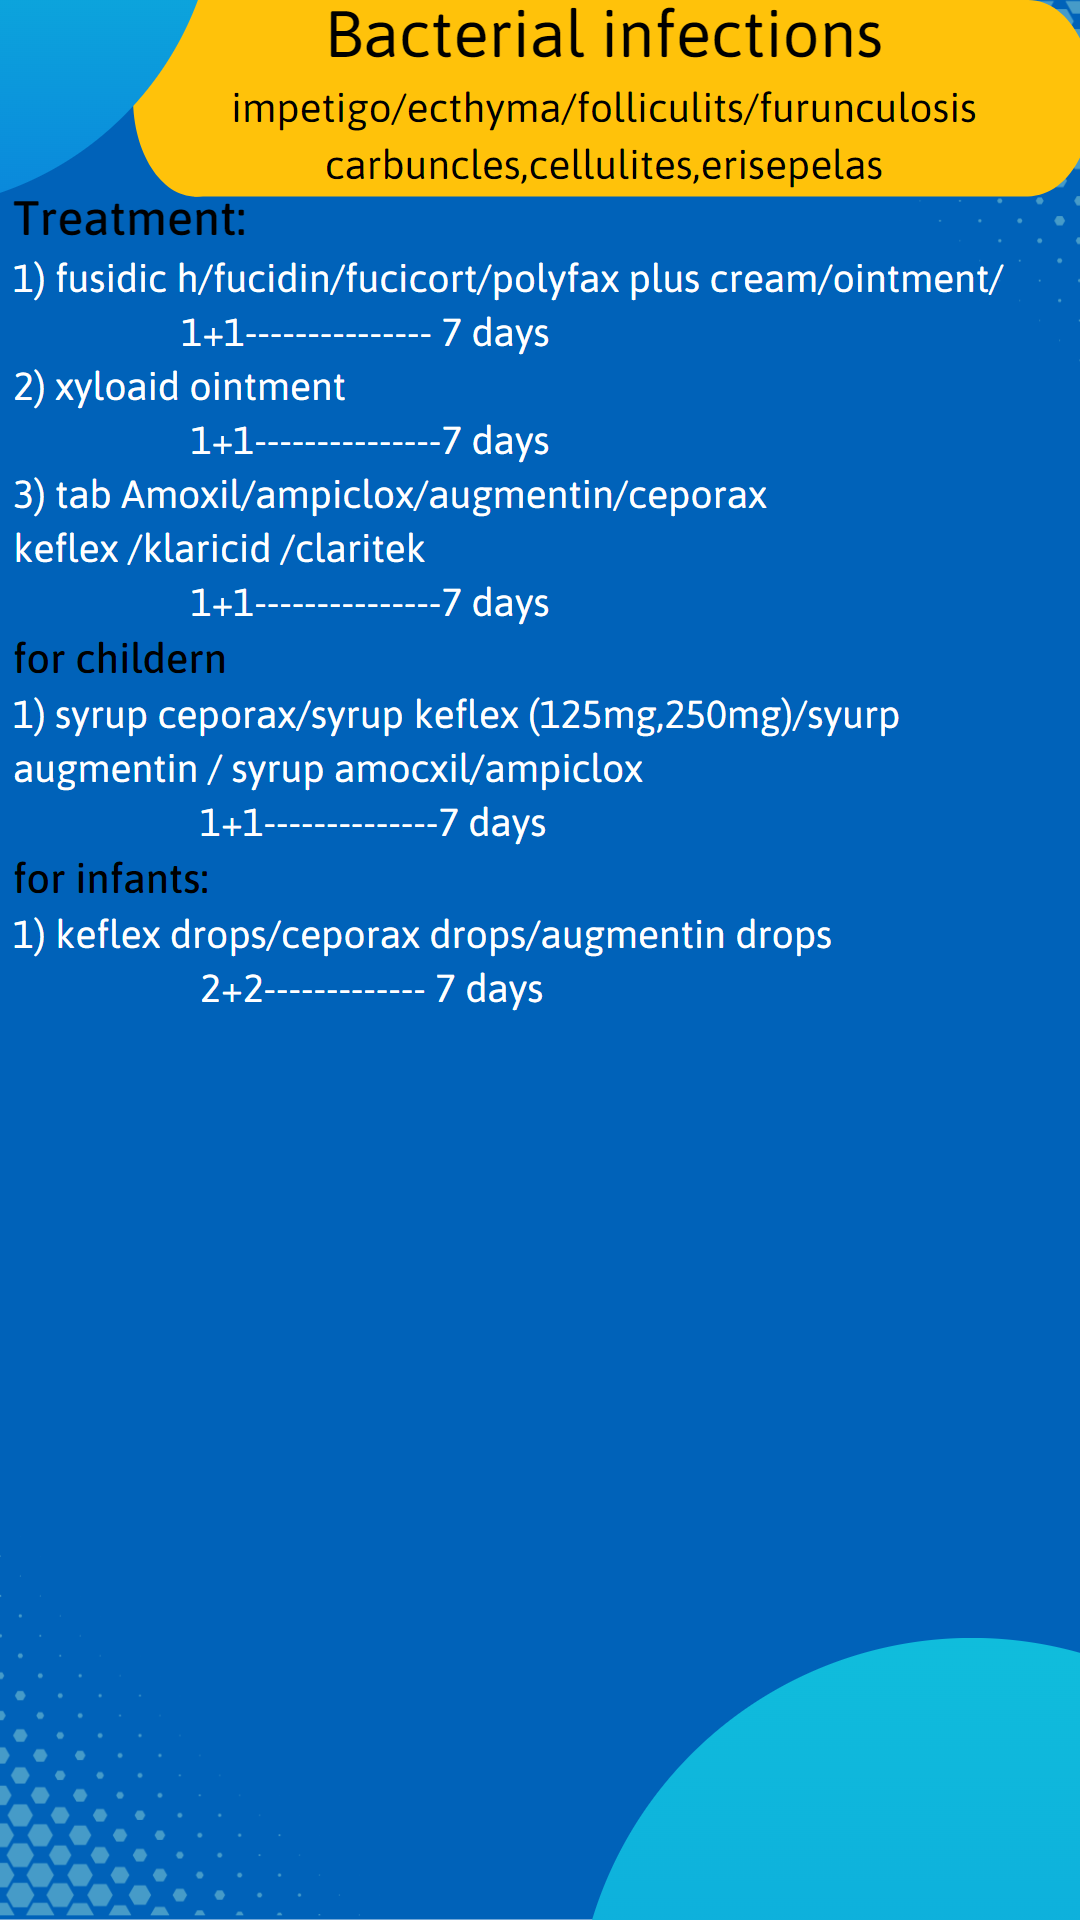 Bacterial infections
impetigo/ecthyma/folliculits/furunculosis
carbuncles,cellulites,erisepelas
Treatment:
1) fusidic h/fucidin/fucicort/polyfax plus cream/ointment/
1+1--------------- 7 days
2) xyloaid ointment
1+1---------------7 days
3) tab Amoxil/ampiclox/augmentin/ceporax
keflex /klaricid /claritek
1+1---------------7 days
for childern
1) syrup ceporax/syrup keflex (125mg,250mg)/syurp
augmentin / syrup amocxil/ampiclox
1+1--------------7 days
for infants:
1) keflex drops/ceporax drops/augmentin drops
2+2------------- 7 days